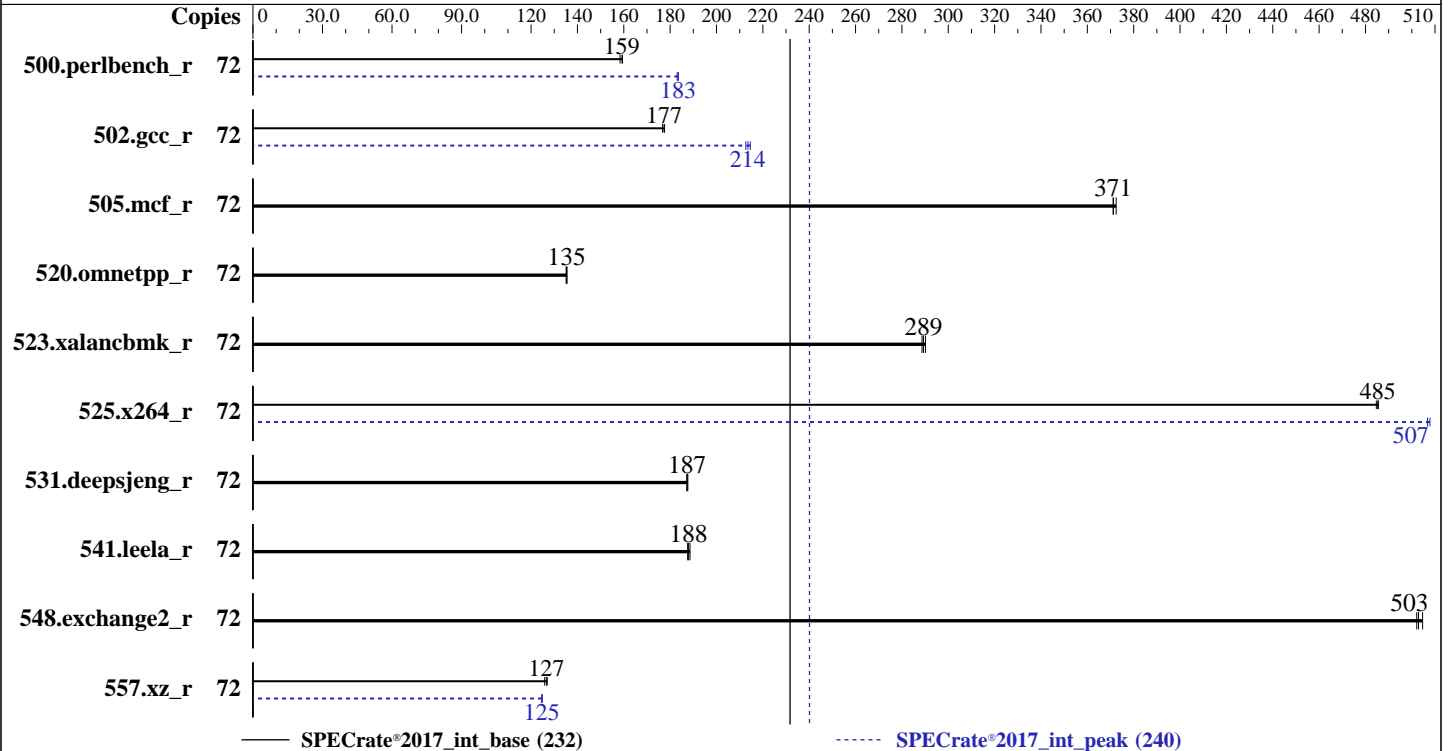 Copies 0 30.0 60.0 90.0 120 140 160 180 200 220 240 260 280 300 320 340 360 380 400 420 440 460 480 510
159
500.perlbench_r 72
183
177
502.gcc_r 72
214
371
505.mcf_r 72
135
520.omnetpp_r 72
289
523.xalancbmk_r 72
485
525.x264_r 72
507
187
531.deepsjeng_r 72
188
541.leela_r 72
503
548.exchange2_r 72
127
557.xz_r 72
125
SPECrate®2017_int_base (232) SPECrate®2017_int_peak (240)